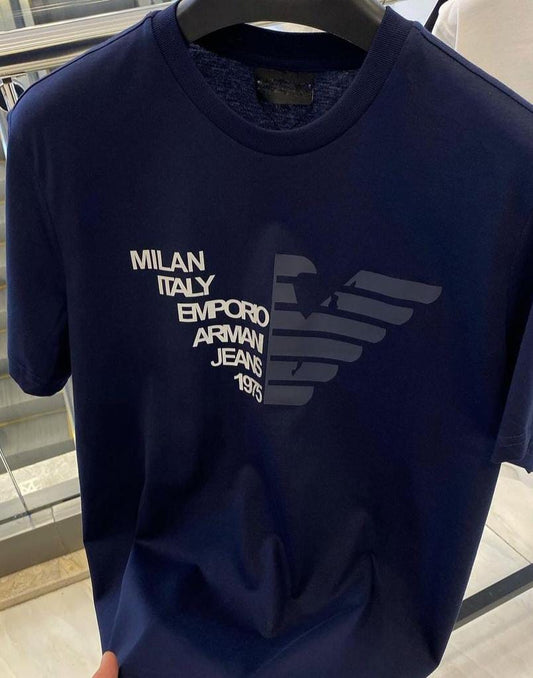 MILAN
ITALY
EMPORIO
ARMANI
JEANS
1975